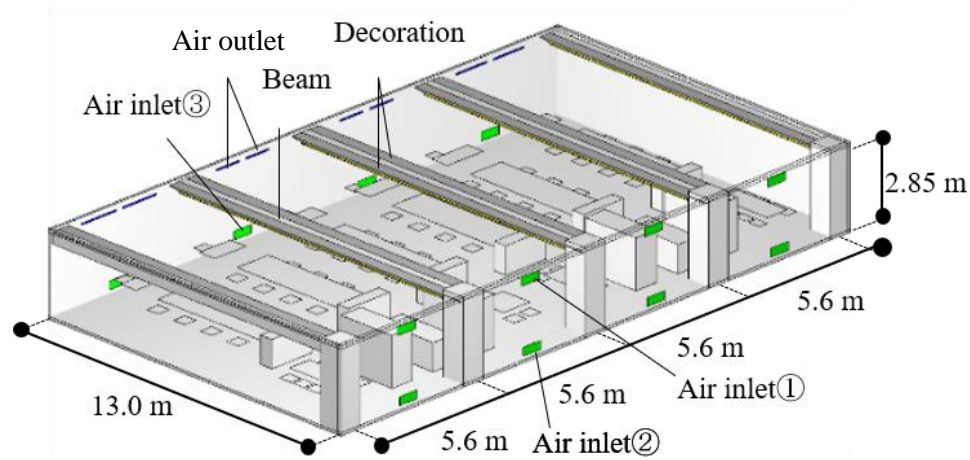 Air outlet
Decoration
Beam
Air inlet③
2.85 m
5.6 m
5.6 m
Air inlet①
5.6 m
13.0 m
5.6 m
Air inlet②